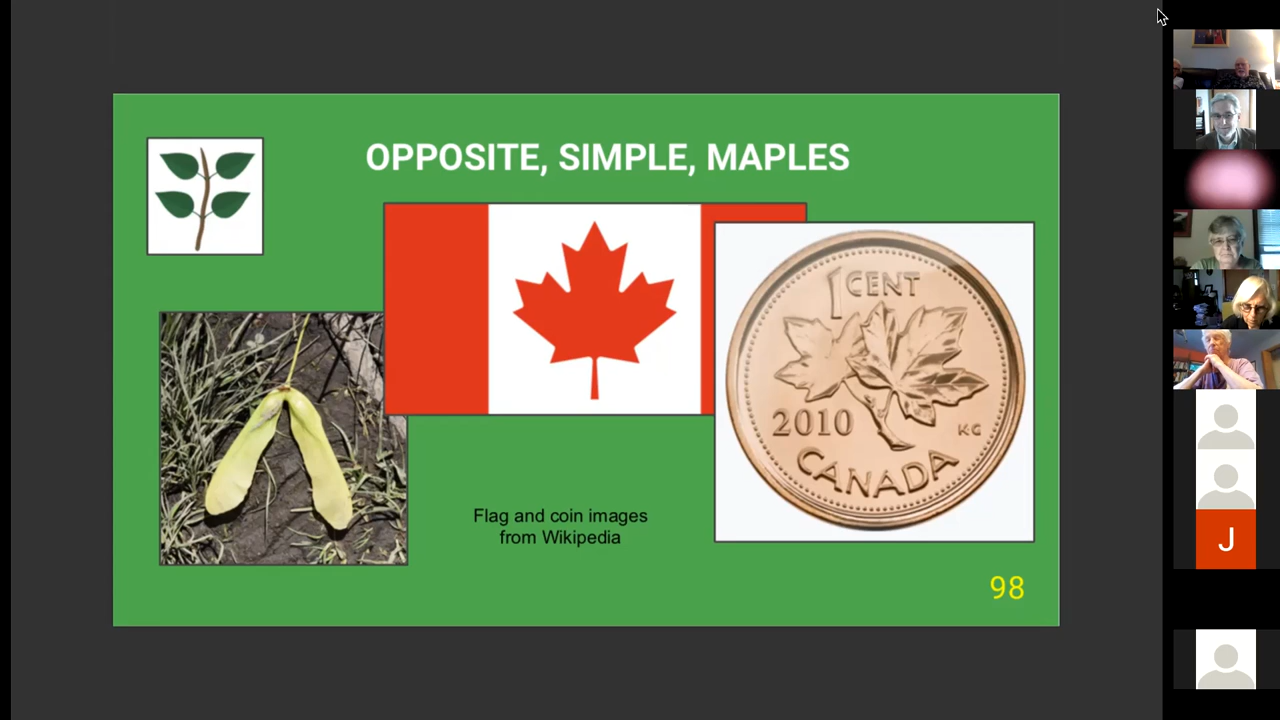 OPPOSITE, SIMPLE, MAPLES
1 CENT
2010
KG
CANADA
Flag and coin images
from Wikipedia
98
J